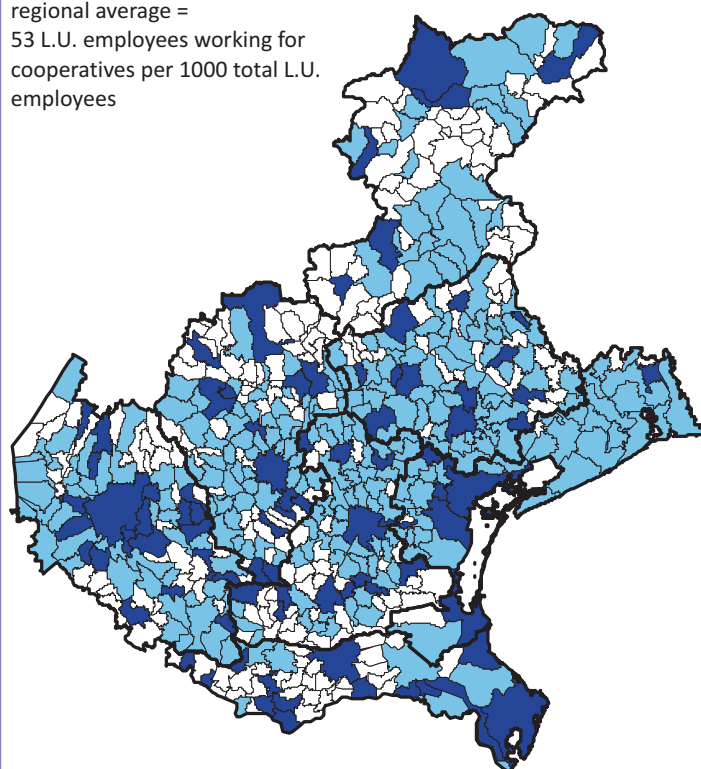 regional average =
53 L.U. employees working for
cooperatives per 1000 total L.U.
employees